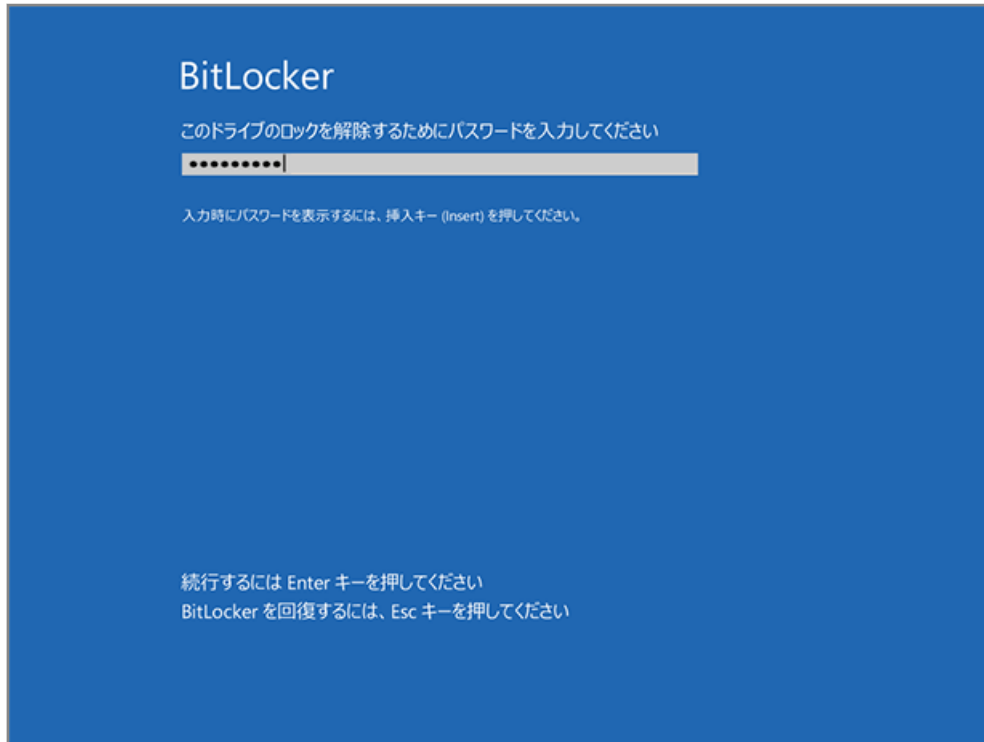 BitLocker
このドライブのロックを解除するためにパスワードを入力してください
●●●●●●●●●
入力時にパスワードを表示するには、挿入キー (Insert) を押してください。
続行するには Enter キーを押してください
BitLocker を回復するには、Esc キーを押してください